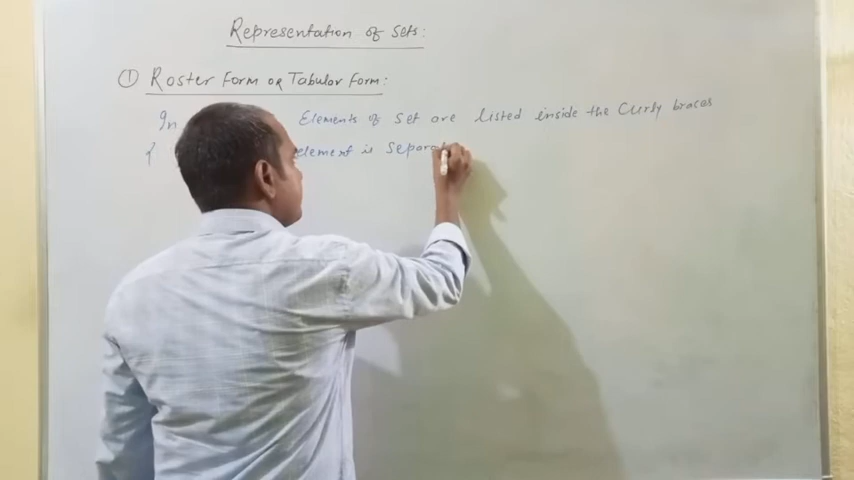 Representation of Sets:
① Roster Form OR Tabular Form:
In Elements of Set are listed inside the Curly braces
{ element is Separat